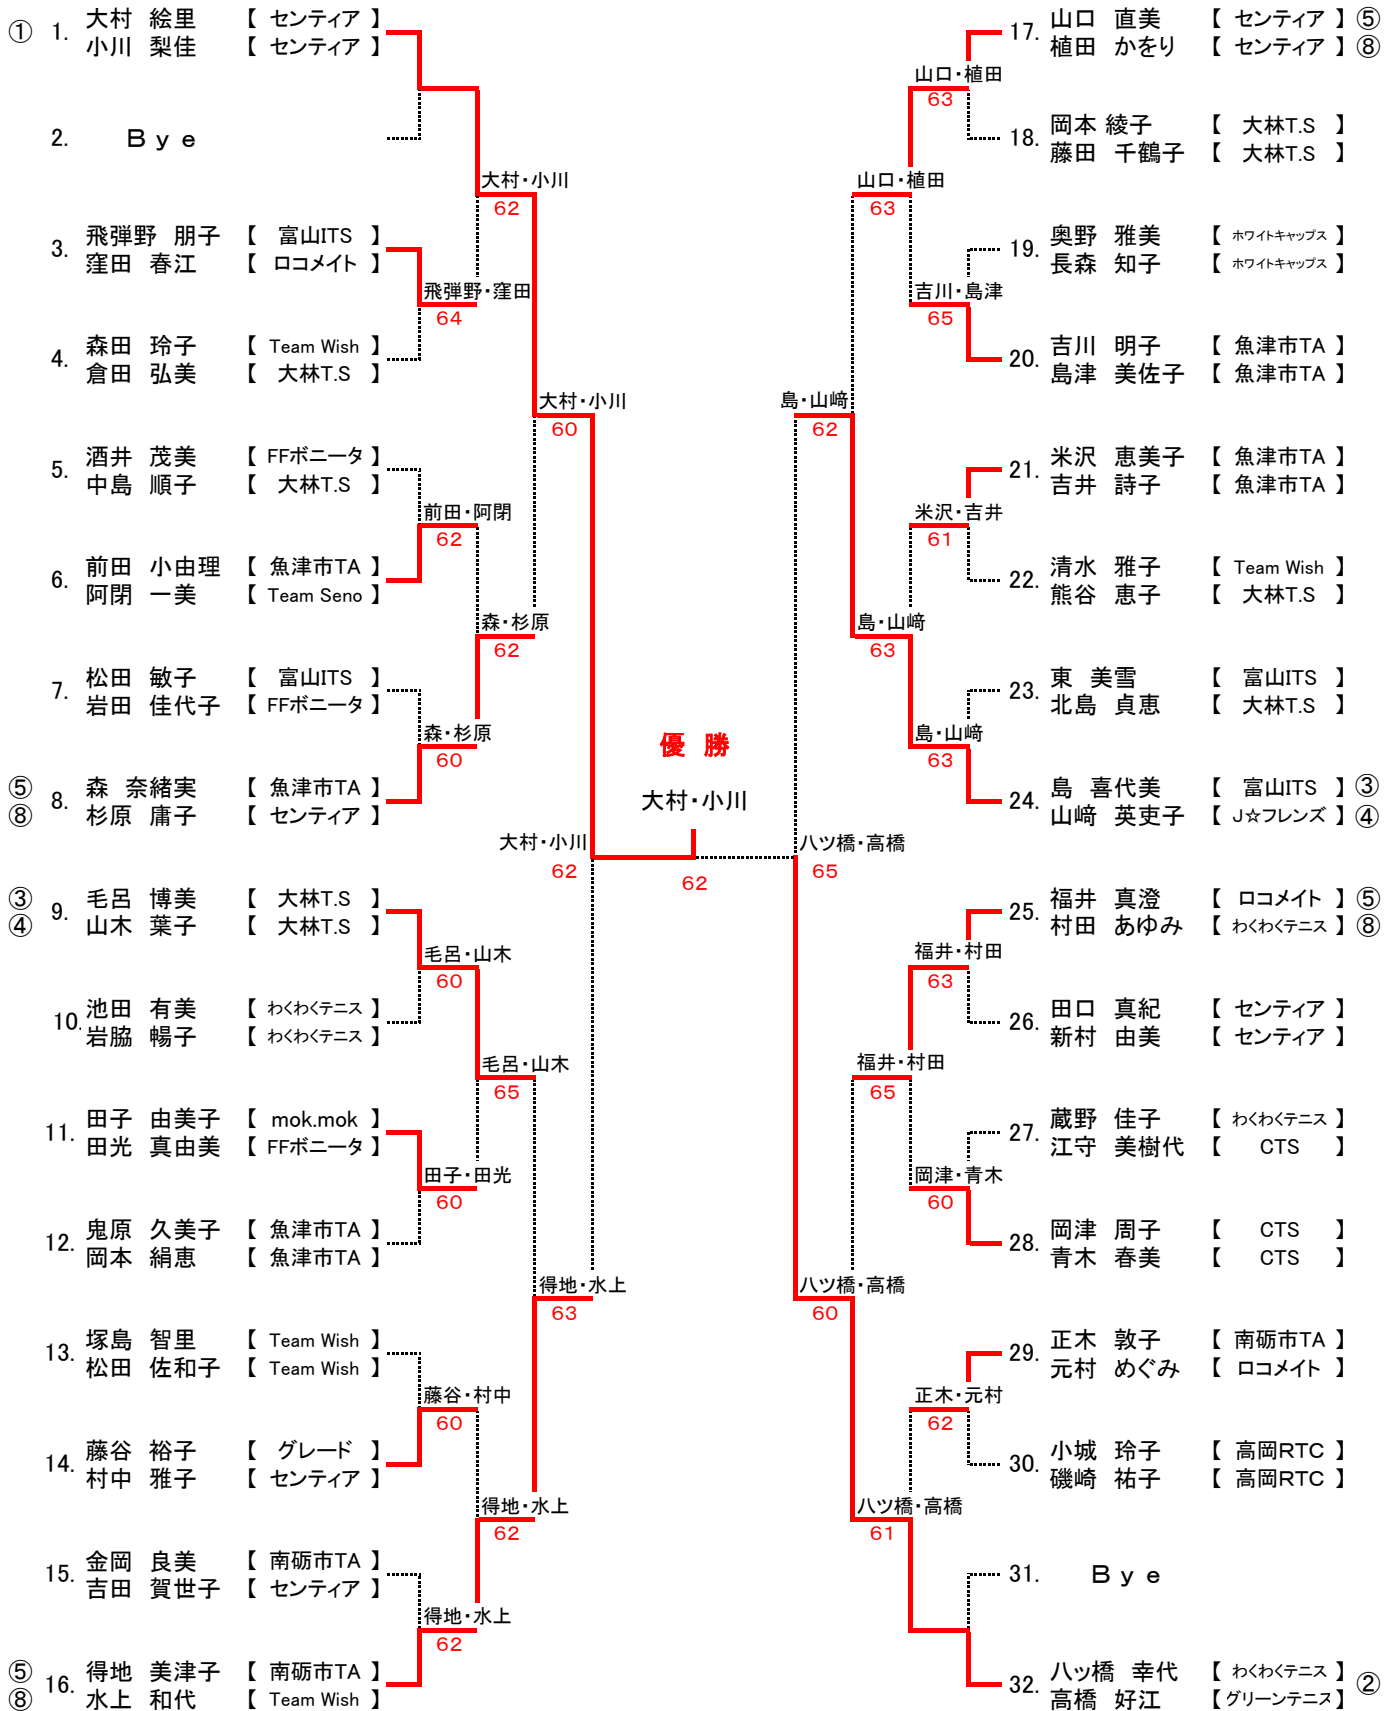 ① 1. 大村 絵里 【 センティア 】
小川 梨佳 【 センティア 】
2. Bye
大村・小川
62
3. 飛弾野 朋子 【 富山ITS 】
窪田 春江 【 ロコメイト 】
飛弾野・窪田
64
4. 森田 玲子 【 Team Wish 】
倉田 弘美 【 大林T.S 】
大村・小川
60
5. 酒井 茂美 【 FFボニータ 】
中島 順子 【 大林T.S 】
前田・阿閉
62
6. 前田 小由理 【 魚津市TA 】
阿閉 一美 【 Team Seno 】
森・杉原
62
7. 松田 敏子 【 富山ITS 】
岩田 佳代子 【 FFボニータ 】
森・杉原
60
⑤ 8. 森 奈緒実 【 魚津市TA 】
⑧ 杉原 庸子 【 センティア 】
大村・小川
62
③ 9. 毛呂 博美 【 大林T.S 】
④ 山木 葉子 【 大林T.S 】
毛呂・山木
60
10. 池田 有美 【 わくわくテニス 】
岩脇 暢子 【 わくわくテニス 】
毛呂・山木
65
11. 田子 由美子 【 mok.mok 】
田光 真由美 【 FFボニータ 】
田子・田光
60
12. 鬼原 久美子 【 魚津市TA 】
岡本 絹恵 【 魚津市TA 】
得地・水上
63
13. 塚島 智里 【 Team Wish 】
松田 佐和子 【 Team Wish 】
藤谷・村中
60
14. 藤谷 裕子 【 グレード 】
村中 雅子 【 センティア 】
得地・水上
62
15. 金岡 良美 【 南砺市TA 】
吉田 賀世子 【 センティア 】
得地・水上
62
⑤ 16. 得地 美津子 【 南砺市TA 】
⑧ 水上 和代 【 Team Wish 】
優 勝
大村・小川
62
17. 山口 直美 【 センティア 】 ⑤
植田 かをり 【 センティア 】 ⑧
山口・植田
63
18. 岡本 綾子 【 大林T.S 】
藤田 千鶴子 【 大林T.S 】
山口・植田
63
19. 奥野 雅美 【 ホワイトキャップス 】
長森 知子 【 ホワイトキャップス 】
吉川・島津
65
20. 吉川 明子 【 魚津市TA 】
島津 美佐子 【 魚津市TA 】
島・山﨑
62
21. 米沢 恵美子 【 魚津市TA 】
吉井 詩子 【 魚津市TA 】
米沢・吉井
61
22. 清水 雅子 【 Team Wish 】
熊谷 恵子 【 大林T.S 】
島・山﨑
63
23. 東 美雪 【 富山ITS 】
北島 貞恵 【 大林T.S 】
島・山﨑
63
24. 島 喜代美 【 富山ITS 】 ③
山﨑 英吏子 【 J☆フレンズ 】 ④
八ツ橋・高橋
65
25. 福井 真澄 【 ロコメイト 】 ⑤
村田 あゆみ 【 わくわくテニス 】 ⑧
福井・村田
63
26. 田口 真紀 【 センティア 】
新村 由美 【 センティア 】
福井・村田
65
27. 蔵野 佳子 【 わくわくテニス 】
江守 美樹代 【 CTS 】
岡津・青木
60
28. 岡津 周子 【 CTS 】
青木 春美 【 CTS 】
八ツ橋・高橋
60
29. 正木 敦子 【 南砺市TA 】
元村 めぐみ 【 ロコメイト 】
正木・元村
62
30. 小城 玲子 【 高岡RTC 】
磯崎 祐子 【 高岡RTC 】
八ツ橋・高橋
61
31. Bye
32. 八ッ橋 幸代 【 わくわくテニス 】 ②
高橋 好江 【 グリーンテニス 】